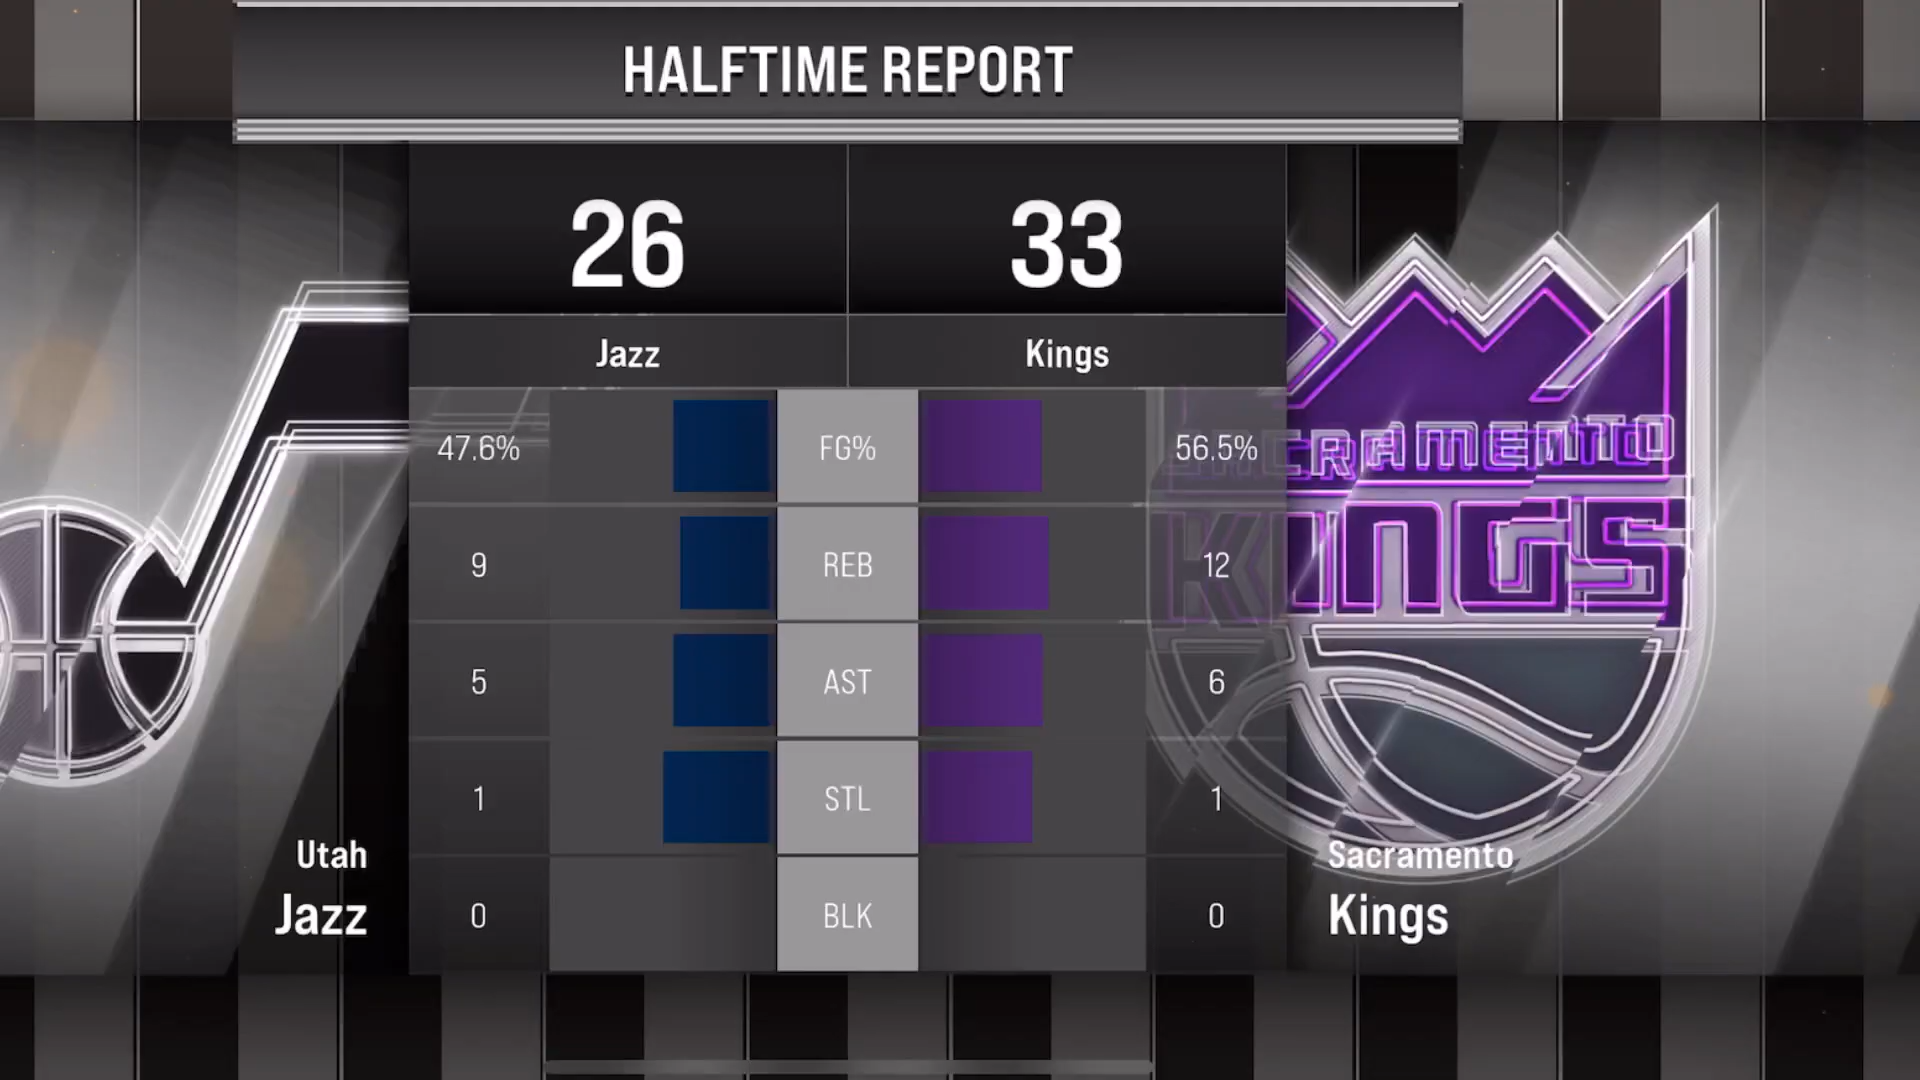 HALFTIME REPORT
26 33
Jazz Kings
47.6% FG% 56.5%
9 REB 12
5 AST 6
1 STL 1
0 BLK 0
Utah
Jazz
SACRAMENTO
KINGS
Sacramento
Kings